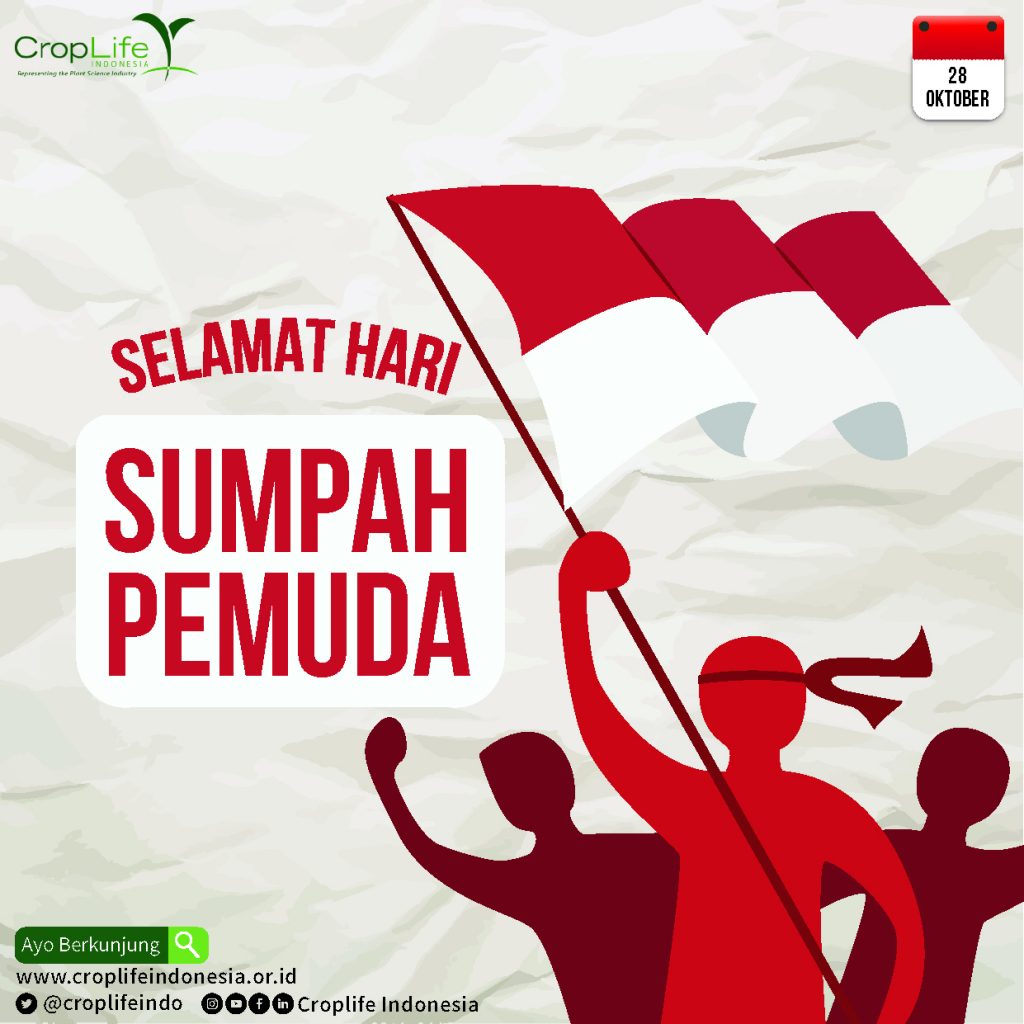 CropLife
INDONESIA
Representing the Plant Science Industry
28
OKTOBER
SELAMAT HARI
SUMPAH
PEMUDA
Ayo Berkunjung
www.croplifeindonesia.or.id
@croplifeindo Croplife Indonesia